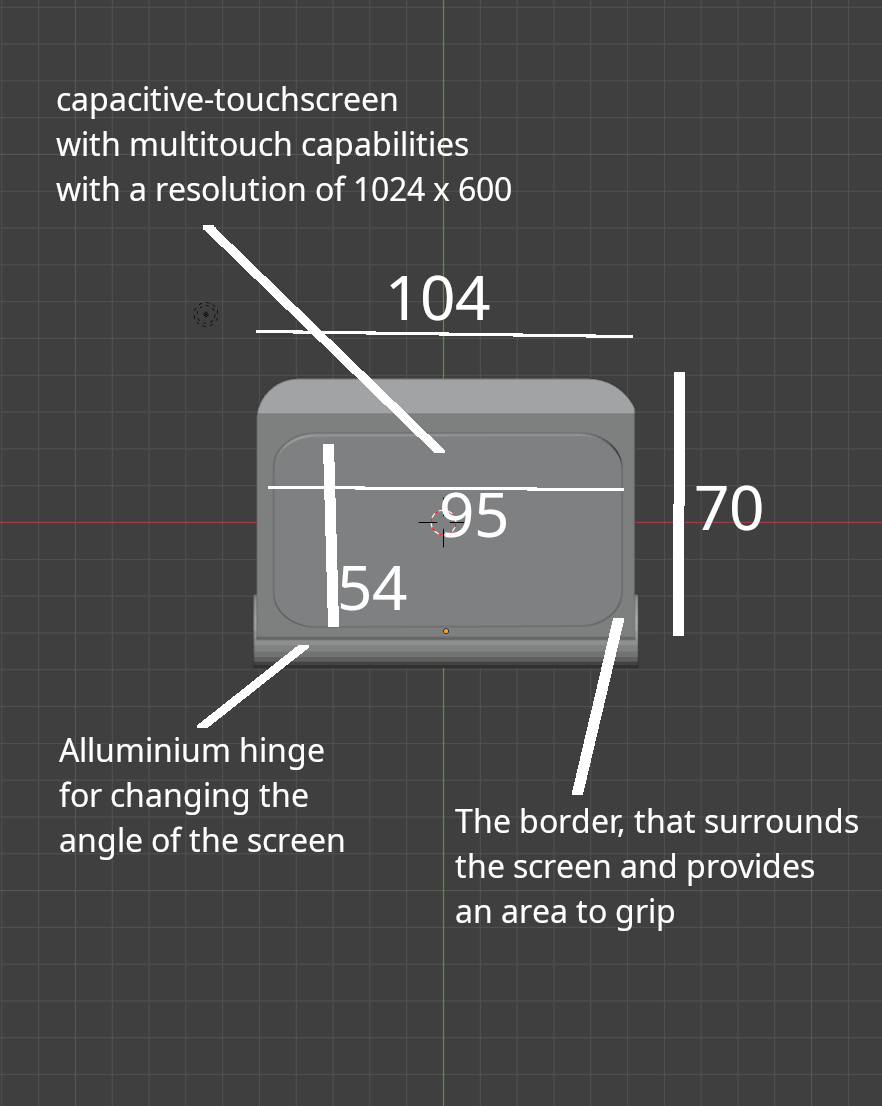 capacitive-touchscreen
with multitouch capabilities
with a resolution of 1024 x 600
104
95
70
54
Alluminium hinge
for changing the
angle of the screen
The border, that surrounds
the screen and provides
an area to grip